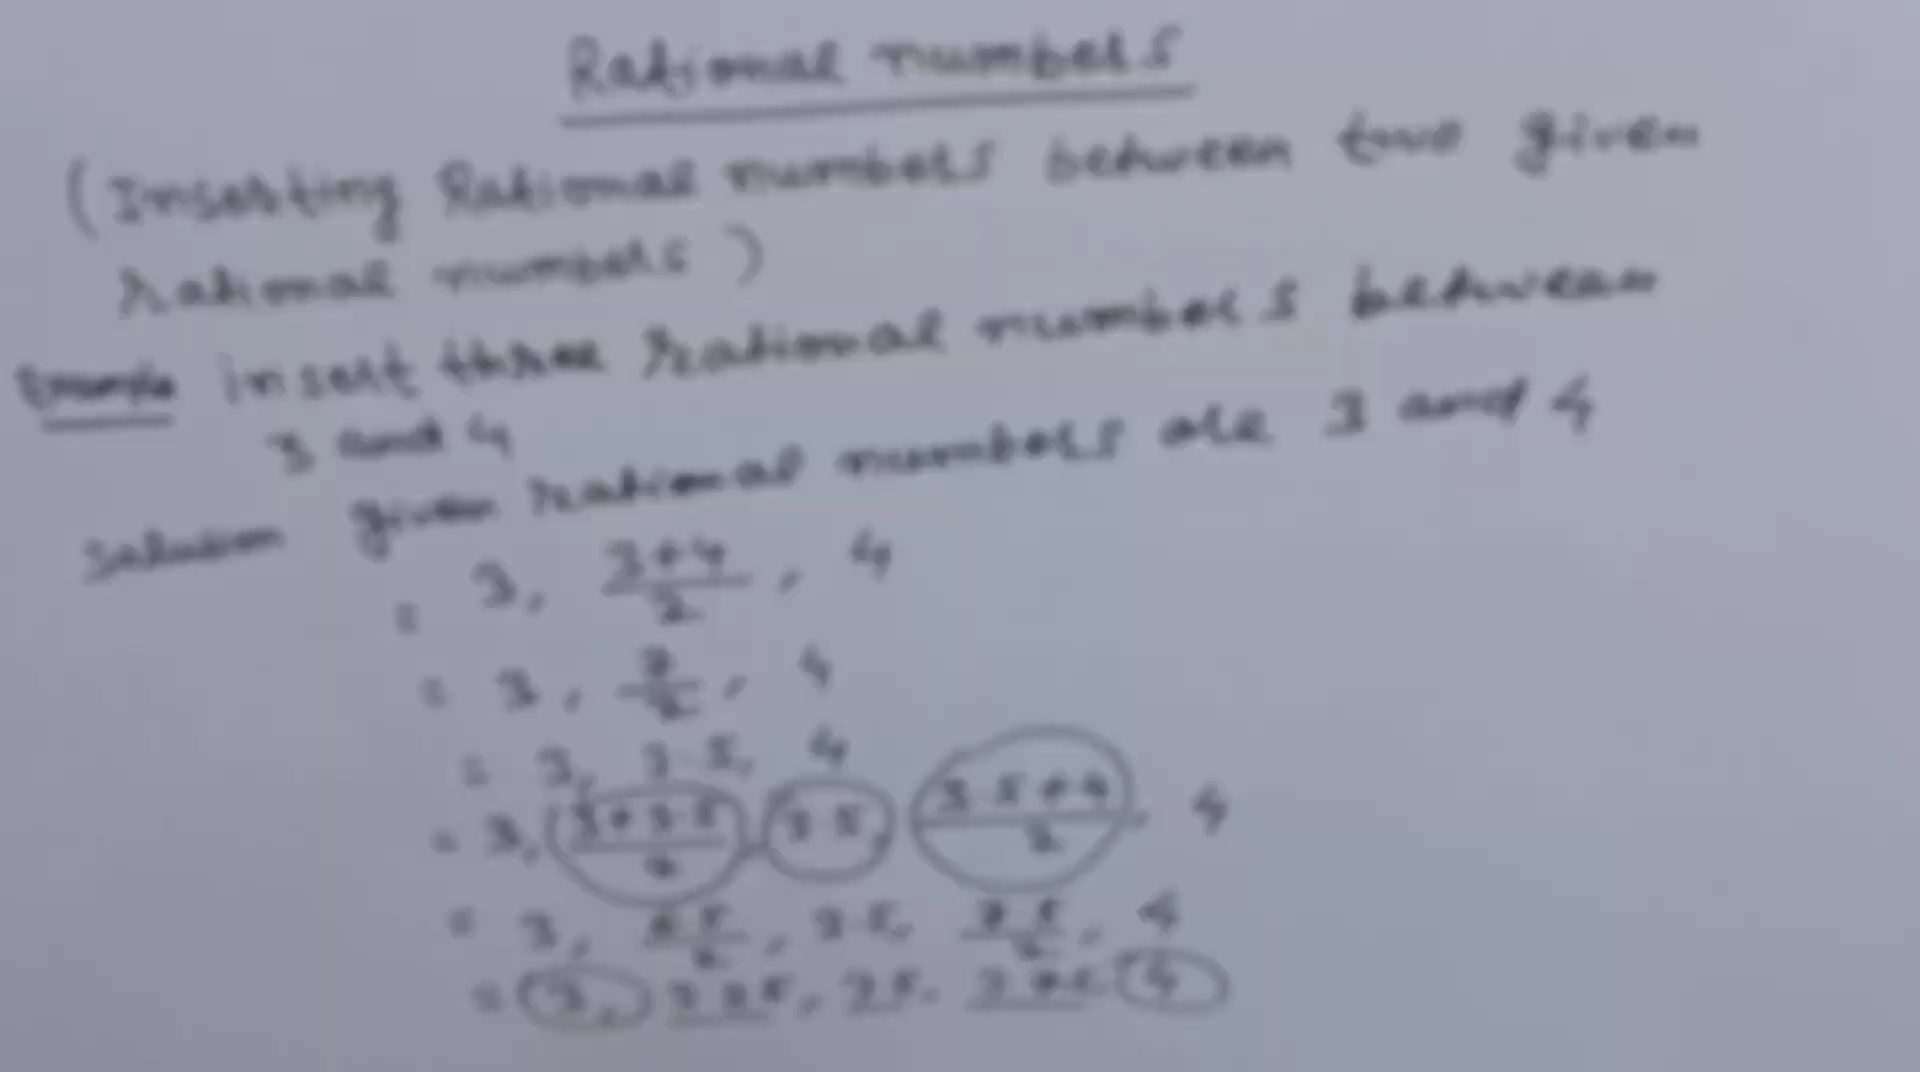 Rational numbers
(Inserting Rational numbers between two given
rational numbers)
Example insert three rational numbers between
3 and 4
Solution given rational numbers are 3 and 4
= 3, 3+4/2, 4
= 3, 7/2, 4
= 3, 3.5, 4
= 3, 3+3.5/2, 3.5, 3.5+4/2, 4
= 3, 6.5/2, 3.5, 7.5/2, 4
= 3, 3.25, 3.5, 3.75, 4